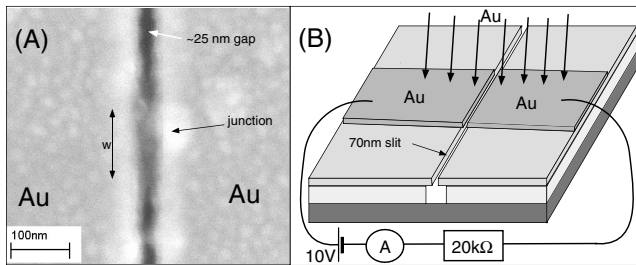 (A)
~25 nm gap
junction
w
Au
Au
100nm
(B)
Au
Au
Au
70nm slit
10V
A
20kΩ